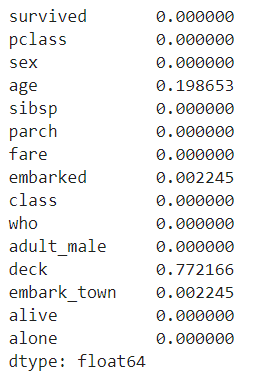 survived 0.000000
pclass 0.000000
sex 0.000000
age 0.198653
sibsp 0.000000
parch 0.000000
fare 0.000000
embarked 0.002245
class 0.000000
who 0.000000
adult_male 0.000000
deck 0.772166
embark_town 0.002245
alive 0.000000
alone 0.000000
dtype: float64